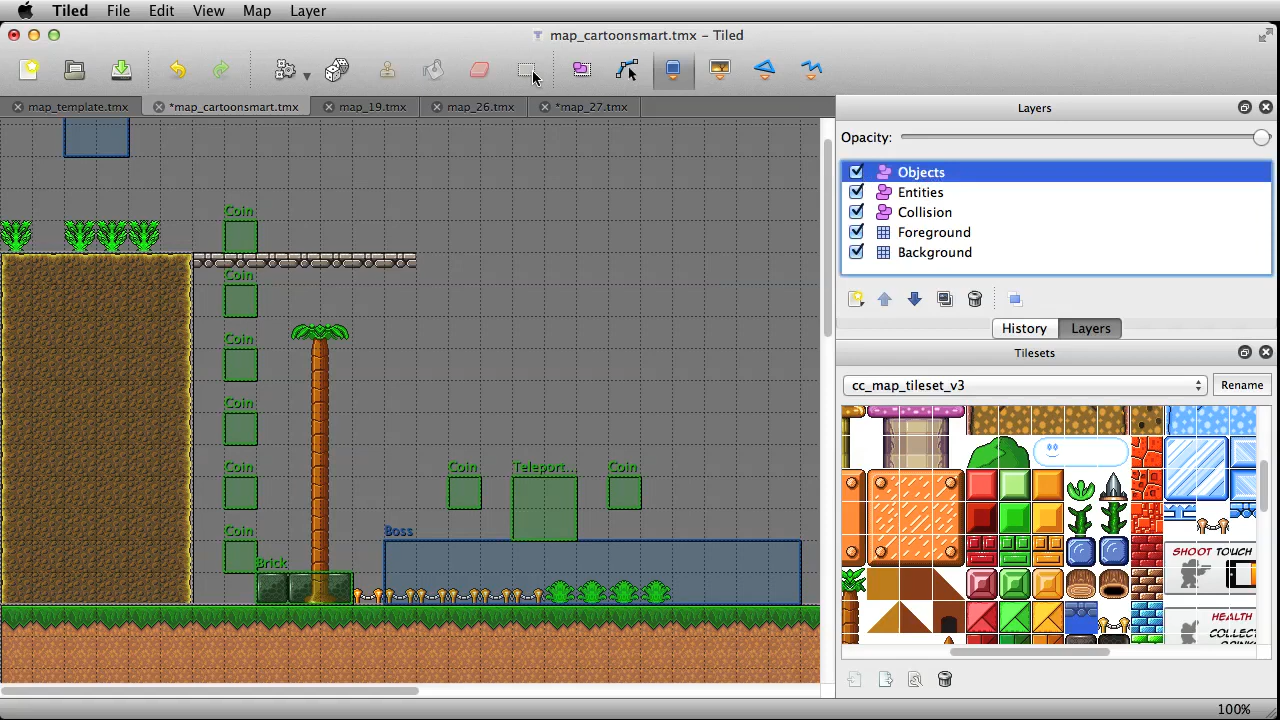 Tiled File Edit View Map Layer
map_cartoonsmart.tmx – Tiled
map_template.tmx *map_cartoonsmart.tmx map_19.tmx map_26.tmx *map_27.tmx
Layers
Opacity:
Objects
Entities
Collision
Foreground
Background
History Layers
Tilesets
cc_map_tileset_v3 Rename
Coin
Coin
Coin
Coin
Coin Coin Teleport... Coin
Coin Boss
Brick
SHOOT TOUCH
HEALTH
COLLEC
100%